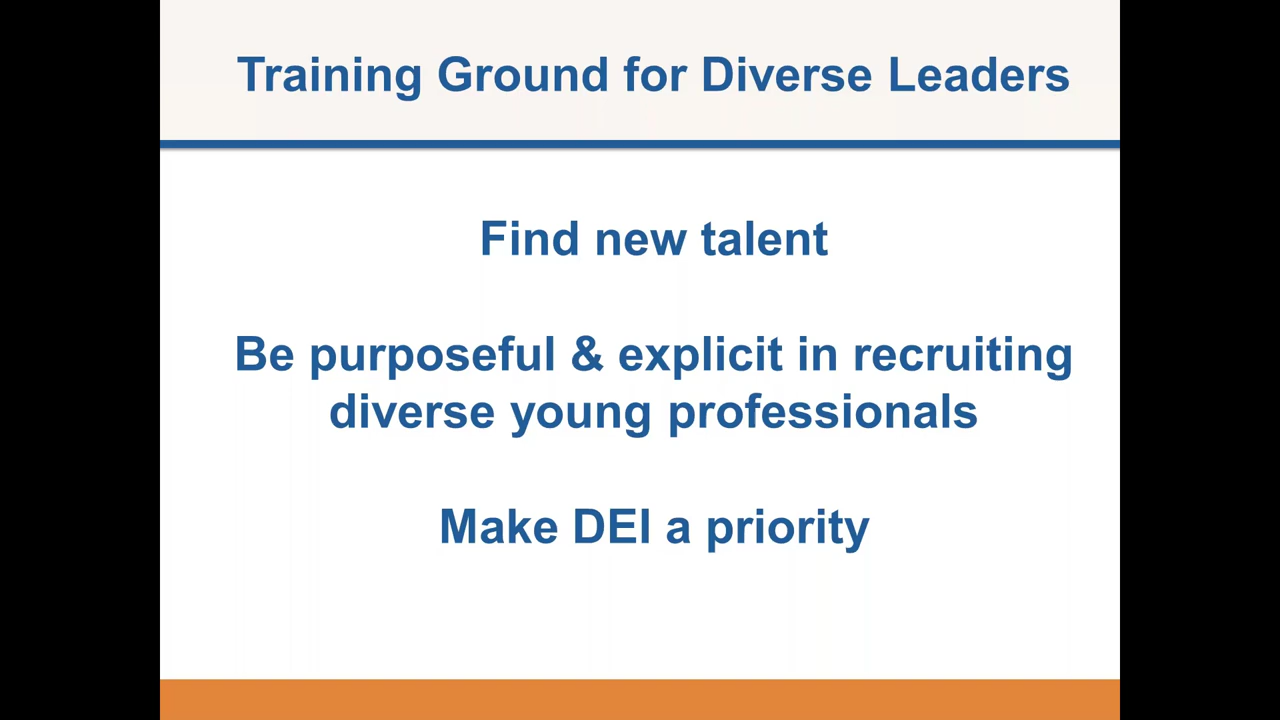 Training Ground for Diverse Leaders
Find new talent
Be purposeful & explicit in recruiting
diverse young professionals
Make DEI a priority